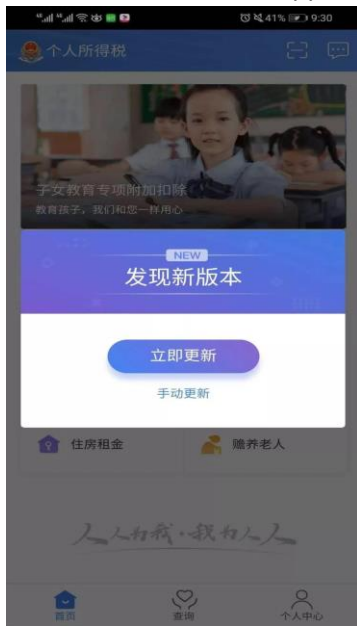 41% 9:30
个人所得税
子女教育专项附加扣除
教育孩子，我们和您一样用心
NEW
发现新版本
立即更新
手动更新
住房租金
赡养老人
人人为我·我为人人
首页
查询
个人中心